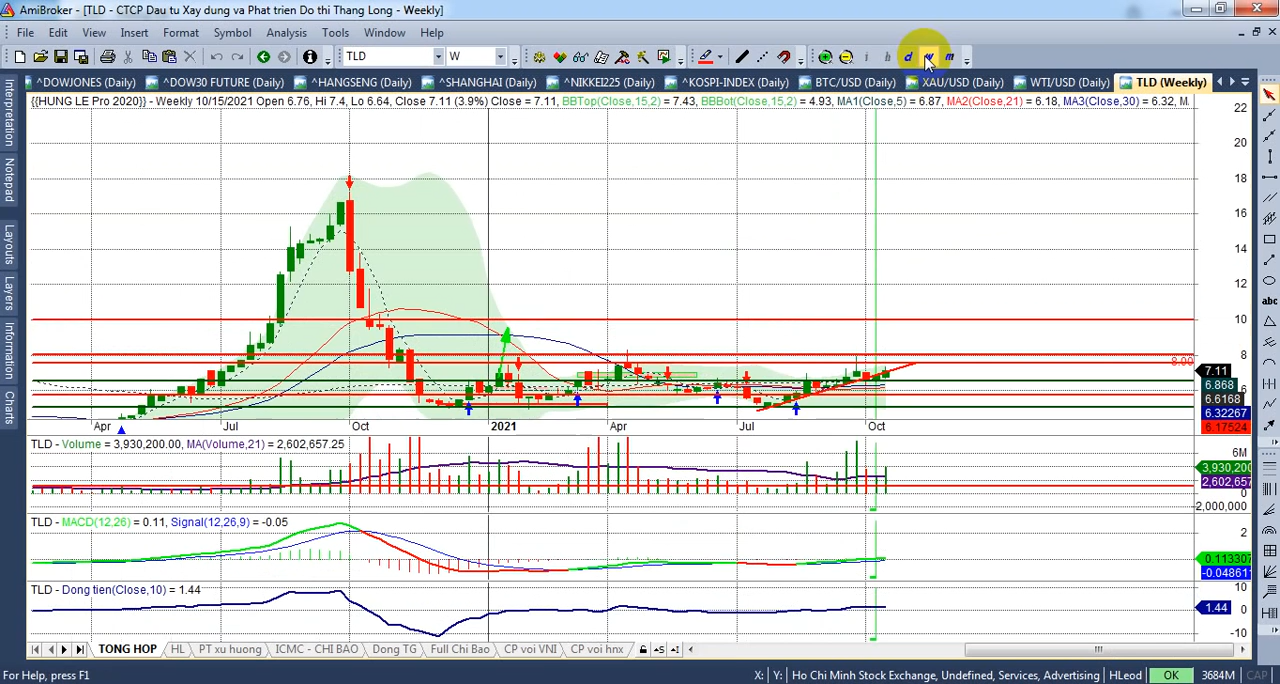 AmiBroker - [TLD - CTCP Dau tu Xay dung va Phat trien Do thi Thang Long - Weekly]
File Edit View Insert Format Symbol Analysis Tools Window Help
TLD W i h d w m
^DOWJONES (Daily) DOW30 FUTURE (Daily) ^HANGSENG (Daily) ^SHANGHAI (Daily) ^NIKKEI225 (Daily) ^KOSPI-INDEX (Daily) BTC/USD (Daily) XAU/USD (Daily) WTI/USD (Daily) TLD (Weekly)
{{HUNG LE Pro 2020}} - Weekly 10/15/2021 Open 6.76, Hi 7.4, Lo 6.64, Close=7.11 (3.9%) Close = 7.11, BBTop(Close,15,2) = 7.43, BBBot(Close,15,2) = 4.93, MA1(Close,5) = 6.87, MA2(Close,21) = 6.18, MA3(Close,30) = 6.32, M.
Interpretation
Notepad
Layouts
Layers
Information
Charts
22
20
18
16
14
12
10
8
8.00
7.11
6.868
6.6168
6.32267
6.17524
Apr Jul Oct 2021 Apr Jul Oct
TLD - Volume = 3,930,200.00, MA(Volume,21) = 2,602,657.25
6M
3,930,200
2,602,657
0
2,000,000
TLD - MACD(12,26) = 0.11, Signal(12,26,9) = -0.05
2
0.113307
-0.04861
TLD - Dong tien(Close,10) = 1.44
10
1.44
0
-10
TONG HOP HL PT xu huong ICMC - CHI BAO Dong TG Full Chi Bao CP voi VNI CP voi hnx
For Help, press F1 X: Y: Ho Chi Minh Stock Exchange, Undefined, Services, Advertising HLeod OK 3684M CAP
abc